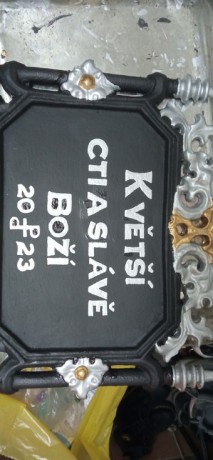 K VĚTŠÍ
CTI A SLÁVĚ
BOŽÍ
20 P 23